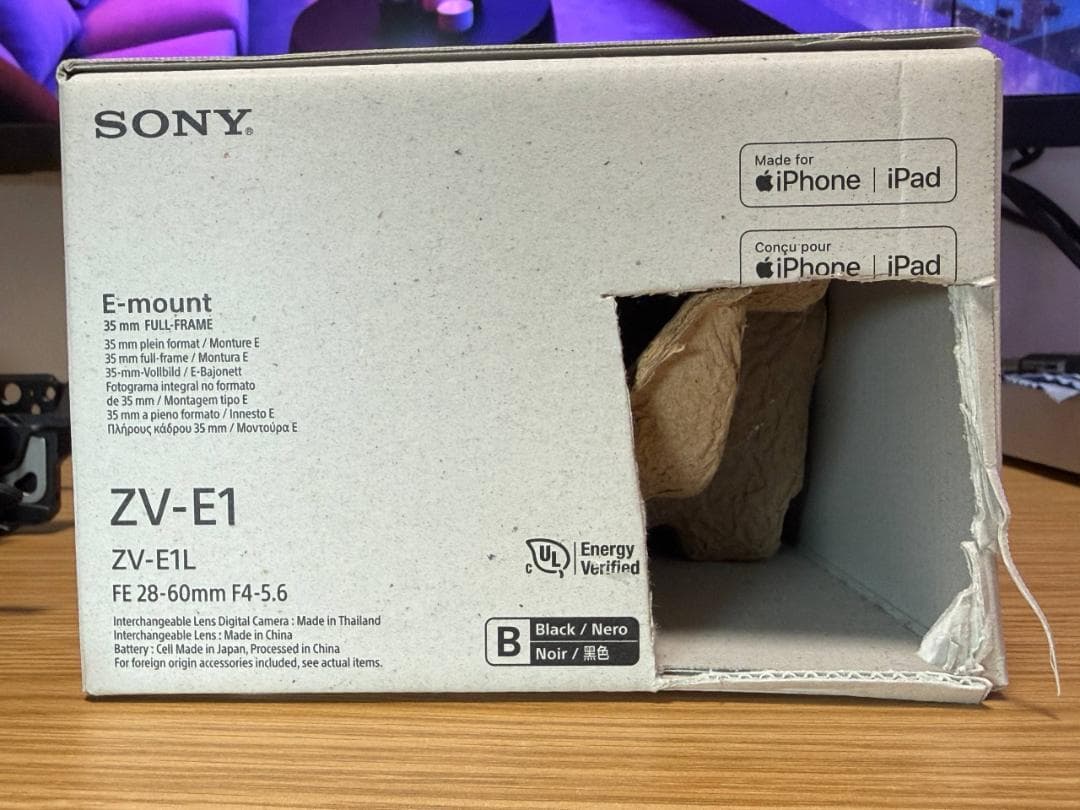 SONY®
Made for
iPhone | iPad
Conçu pour
iPhone | iPad
E-mount
35 mm FULL-FRAME
35 mm plein format / Monture E
35 mm full-frame / Montura E
35-mm-Vollbild / E-Bajonett
Fotograma integral no formato
de 35 mm / Montagem tipo E
35 mm a pieno formato / Innesto E
Πλήρους κάδρου 35 mm / Μοντούρα E
ZV-E1
ZV-E1L
FE 28-60mm F4-5.6
c UL Energy
Verified
Interchangeable Lens Digital Camera : Made in Thailand
Interchangeable Lens : Made in China
Battery : Cell Made in Japan, Processed in China
For foreign origin accessories included, see actual items.
B Black / Nero
Noir / 黑色